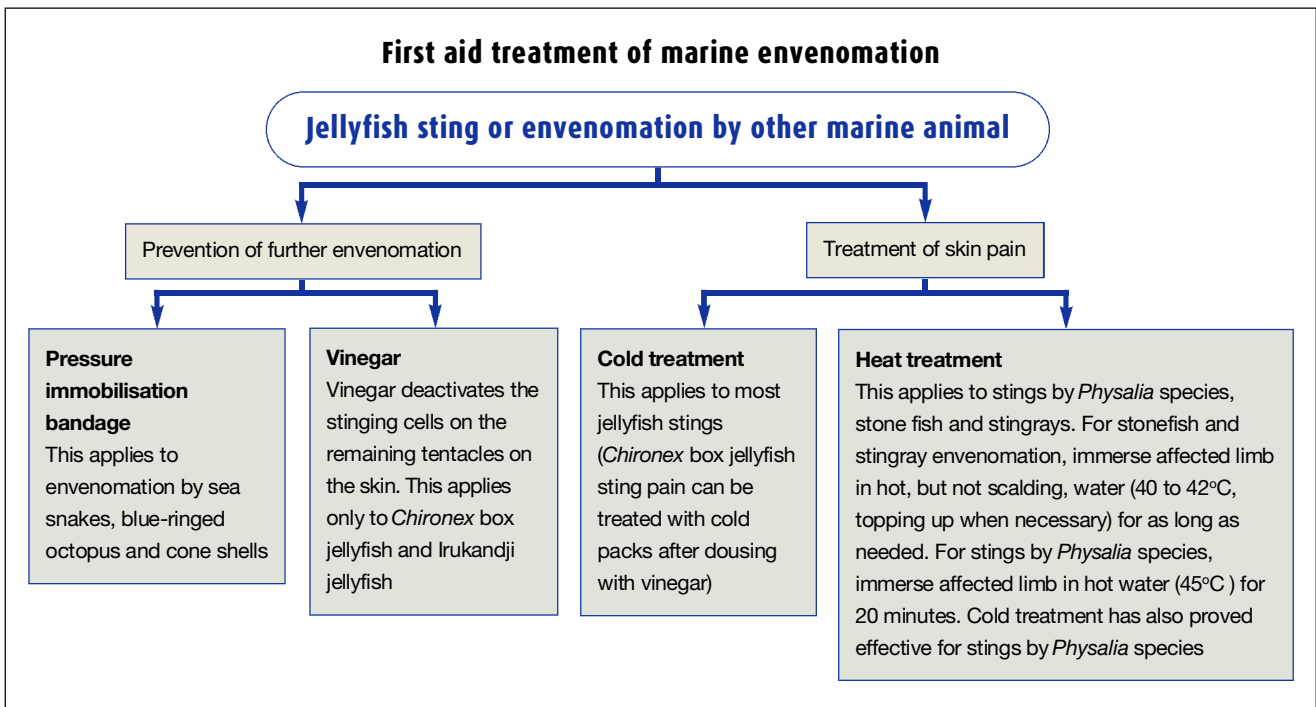 First aid treatment of marine envenomation
Jellyfish sting or envenomation by other marine animal
Prevention of further envenomation
Treatment of skin pain
Pressure
immobilisation
bandage
This applies to
envenomation by sea
snakes, blue-ringed
octopus and cone shells
Vinegar
Vinegar deactivates the
stinging cells on the
remaining tentacles on
the skin. This applies
only to Chironex box
jellyfish and Irukandji
jellyfish
Cold treatment
This applies to most
jellyfish stings
(Chironex box jellyfish
sting pain can be
treated with cold
packs after dousing
with vinegar)
Heat treatment
This applies to stings by Physalia species,
stone fish and stingrays. For stonefish and
stingray envenomation, immerse affected limb
in hot, but not scalding, water (40 to 42°C,
topping up when necessary) for as long as
needed. For stings by Physalia species,
immerse affected limb in hot water (45°C ) for
20 minutes. Cold treatment has also proved
effective for stings by Physalia species